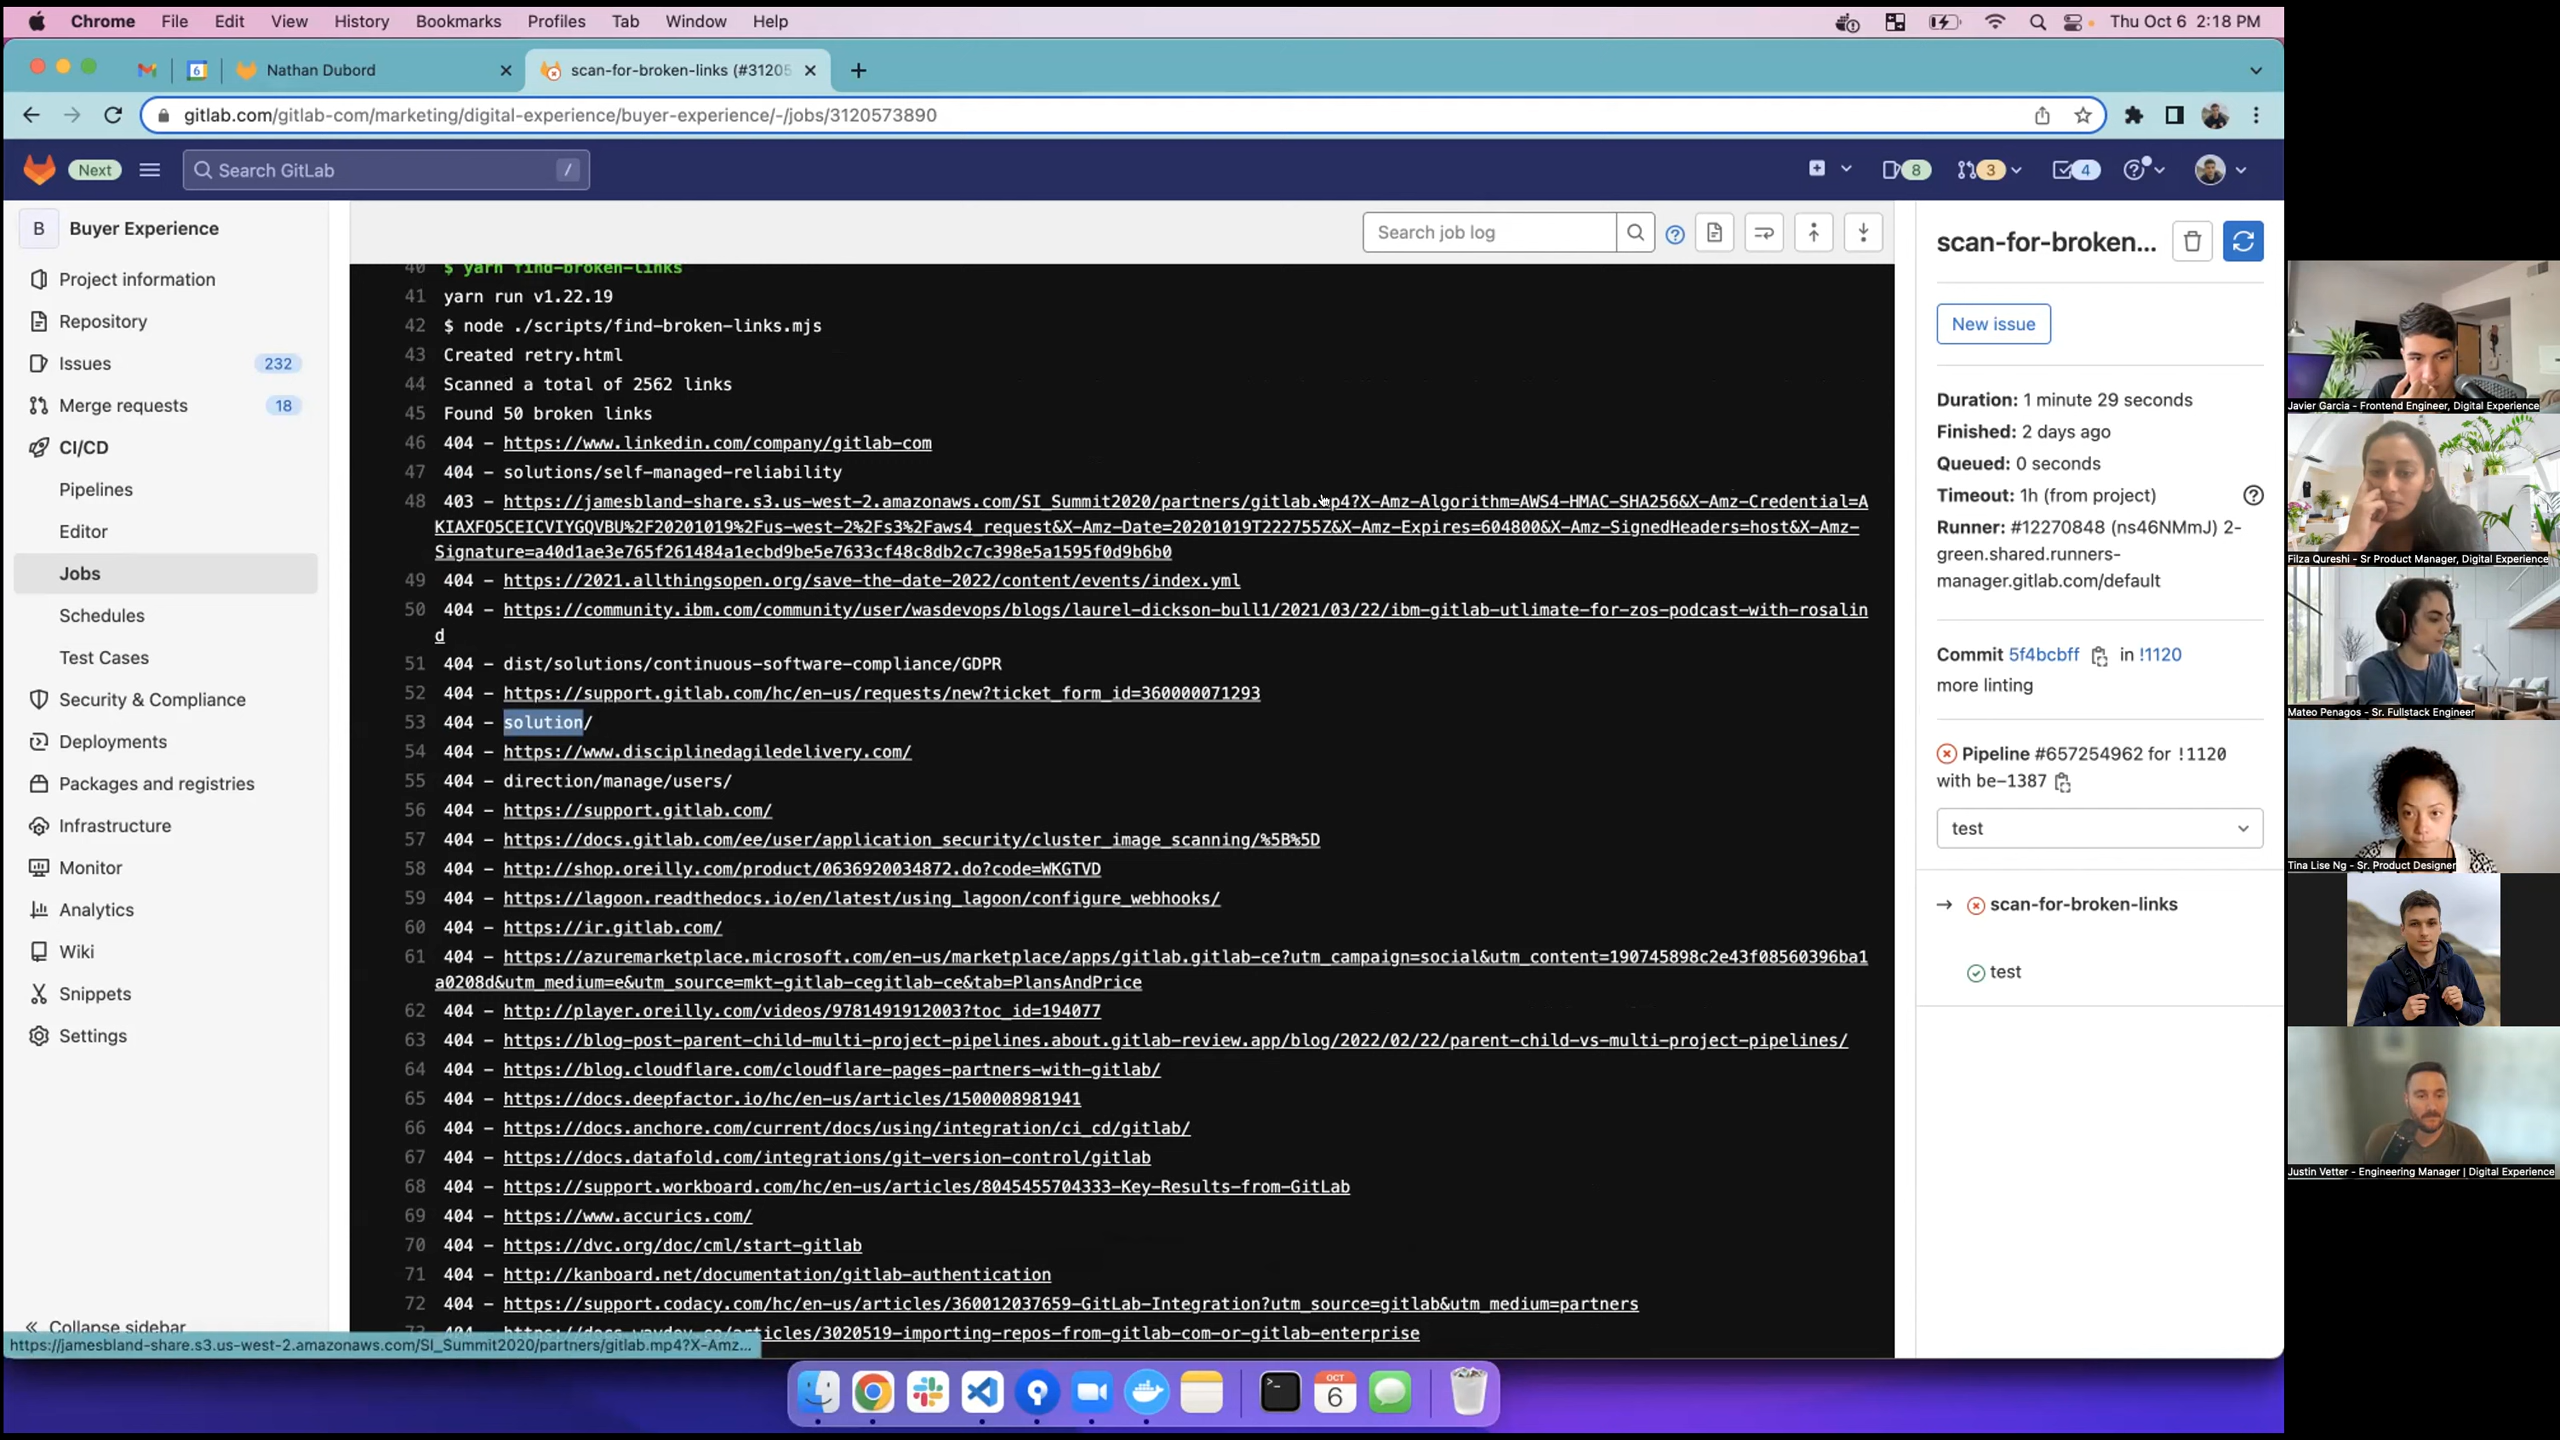 Chrome File Edit View History Bookmarks Profiles Tab Window Help Thu Oct 6 2:18 PM
6 Nathan Dubord scan-for-broken-links (#31205
gitlab.com/gitlab-com/marketing/digital-experience/buyer-experience/-/jobs/3120573890
Next Search GitLab / 8 3 4
B Buyer Experience
Project information
Repository
Issues 232
Merge requests 18
CI/CD
Pipelines
Editor
Jobs
Schedules
Test Cases
Security & Compliance
Deployments
Packages and registries
Infrastructure
Monitor
Analytics
Wiki
Snippets
Settings
Collapse sidebar
Search job log
40 $ yarn find-broken-links
41 yarn run v1.22.19
42 $ node ./scripts/find-broken-links.mjs
43 Created retry.html
44 Scanned a total of 2562 links
45 Found 50 broken links
46 404 - https://www.linkedin.com/company/gitlab-com
47 404 - solutions/self-managed-reliability
48 403 - https://jamesbland-share.s3.us-west-2.amazonaws.com/SI_Summit2020/partners/gitlab.mp4?X-Amz-Algorithm=AWS4-HMAC-SHA256&X-Amz-Credential=A
KIAXFO5CEICVIYGQVBU%2F20201019%2Fus-west-2%2Fs3%2Faws4_request&X-Amz-Date=20201019T222755Z&X-Amz-Expires=604800&X-Amz-SignedHeaders=host&X-Amz-
Signature=a40d1ae3e765f261484a1ecbd9be5e7633cf48c8db2c7c398e5a1595f0d9b6b0
49 404 - https://2021.allthingsopen.org/save-the-date-2022/content/events/index.yml
50 404 - https://community.ibm.com/community/user/wasdevops/blogs/laurel-dickson-bull1/2021/03/22/ibm-gitlab-utlimate-for-zos-podcast-with-rosalin
d
51 404 - dist/solutions/continuous-software-compliance/GDPR
52 404 - https://support.gitlab.com/hc/en-us/requests/new?ticket_form_id=360000071293
53 404 - solution/
54 404 - https://www.disciplinedagiledelivery.com/
55 404 - direction/manage/users/
56 404 - https://support.gitlab.com/
57 404 - https://docs.gitlab.com/ee/user/application_security/cluster_image_scanning/%5B%5D
58 404 - http://shop.oreilly.com/product/0636920034872.do?code=WKGTVD
59 404 - https://lagoon.readthedocs.io/en/latest/using_lagoon/configure_webhooks/
60 404 - https://ir.gitlab.com/
61 404 - https://azuremarketplace.microsoft.com/en-us/marketplace/apps/gitlab.gitlab-ce?utm_campaign=social&utm_content=190745898c2e43f08560396ba1
a0208d&utm_medium=e&utm_source=mkt-gitlab-cegitlab-ce&tab=PlansAndPrice
62 404 - http://player.oreilly.com/videos/9781491912003?toc_id=194077
63 404 - https://blog-post-parent-child-multi-project-pipelines.about.gitlab-review.app/blog/2022/02/22/parent-child-vs-multi-project-pipelines/
64 404 - https://blog.cloudflare.com/cloudflare-pages-partners-with-gitlab/
65 404 - https://docs.deepfactor.io/hc/en-us/articles/1500008981941
66 404 - https://docs.anchore.com/current/docs/using/integration/ci_cd/gitlab/
67 404 - https://docs.datafold.com/integrations/git-version-control/gitlab
68 404 - https://support.workboard.com/hc/en-us/articles/8045455704333-Key-Results-from-GitLab
69 404 - https://www.accurics.com/
70 404 - https://dvc.org/doc/cml/start-gitlab
71 404 - http://kanboard.net/documentation/gitlab-authentication
72 404 - https://support.codacy.com/hc/en-us/articles/360012037659-GitLab-Integration?utm_source=gitlab&utm_medium=partners
articles/3020519-importing-repos-from-gitlab-com-or-gitlab-enterprise
https://jamesbland-share.s3.us-west-2.amazonaws.com/SI_Summit2020/partners/gitlab.mp4?X-Amz...
scan-for-broken...
New issue
Duration: 1 minute 29 seconds
Finished: 2 days ago
Queued: 0 seconds
Timeout: 1h (from project)
Runner: #12270848 (ns46NMmJ) 2-
green.shared.runners-
manager.gitlab.com/default
Commit 5f4bcbff in !1120
more linting
Pipeline #657254962 for !1120
with be-1387
test
scan-for-broken-links
test
Javier Garcia - Frontend Engineer, Digital Experience
Filza Qureshi - Sr Product Manager, Digital Experience
Mateo Penagos - Sr. Fullstack Engineer
Tina Lise Ng - Sr. Product Designer
Justin Vetter - Engineering Manager | Digital Experience
OCT
6